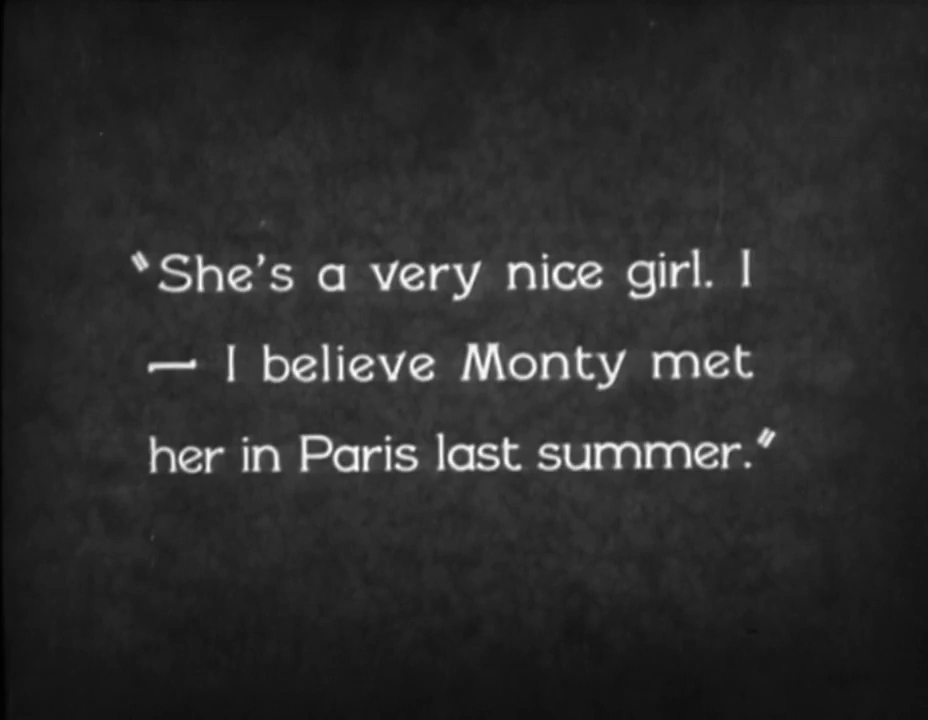 "She's a very nice girl. I
— I believe Monty met
her in Paris last summer."